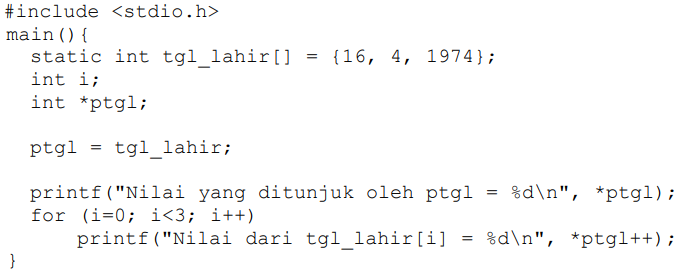 #include <stdio.h>
main(){
static int tgl_lahir[] = {16, 4, 1974};
int i;
int *ptgl;
ptgl = tgl_lahir;
printf("Nilai yang ditunjuk oleh ptgl = %d\n", *ptgl);
for (i=0; i<3; i++)
printf("Nilai dari tgl_lahir[i] = %d\n", *ptgl++);
}